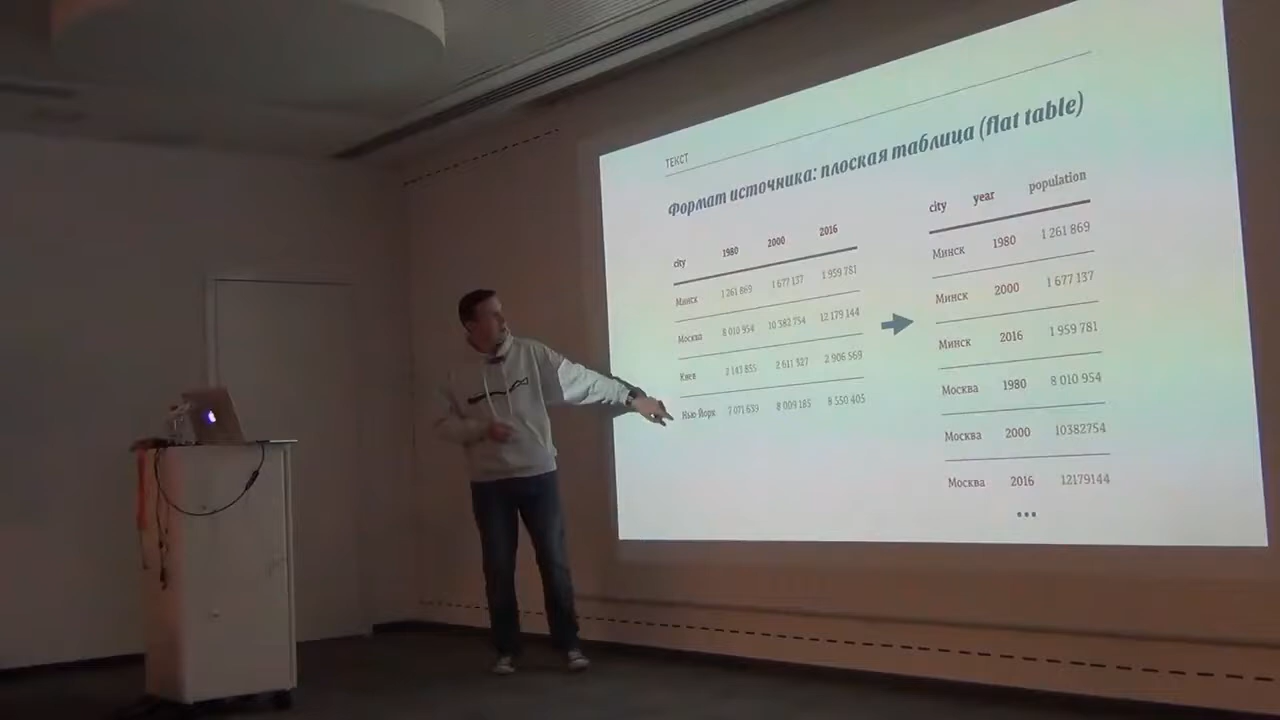 ТЕКСТ
Формат источника: плоская таблица (flat table)
city 1980 2000 2016
Минск 1 261 869 1 677 137 1 959 781
Москва 8 010 954 10 382 754 12 179 144
Киев 2 143 855 2 611 327 2 906 569
Нью-Йорк 7 071 639 8 009 185 8 550 405
city year population
Минск 1980 1 261 869
Минск 2000 1 677 137
Минск 2016 1 959 781
Москва 1980 8 010 954
Москва 2000 10382754
Москва 2016 12179144
...